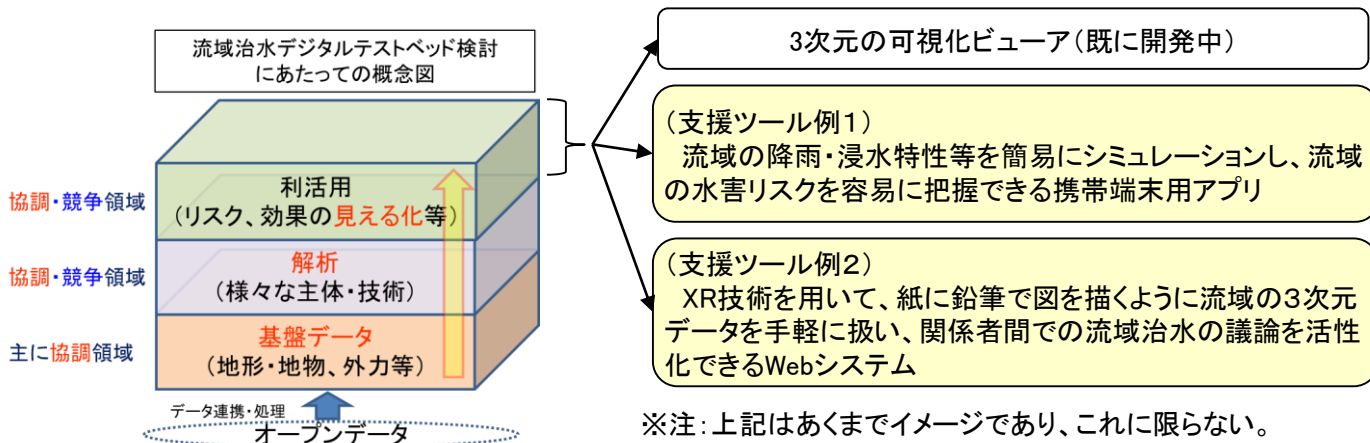 流域治水デジタルテストベッド検討
にあたっての概念図
協調・競争領域
利活用
(リスク、効果の見える化等)
協調・競争領域
解析
(様々な主体・技術)
主に協調領域
基盤データ
(地形・地物、外力等)
データ連携・処理
オープンデータ
3次元の可視化ビューア(既に開発中)
(支援ツール例1)
流域の降雨・浸水特性等を簡易にシミュレーションし、流域
の水害リスクを容易に把握できる携帯端末用アプリ
(支援ツール例2)
XR技術を用いて、紙に鉛筆で図を描くように流域の3次元
データを手軽に扱い、関係者間での流域治水の議論を活性
化できるWebシステム
※注:上記はあくまでイメージであり、これに限らない。